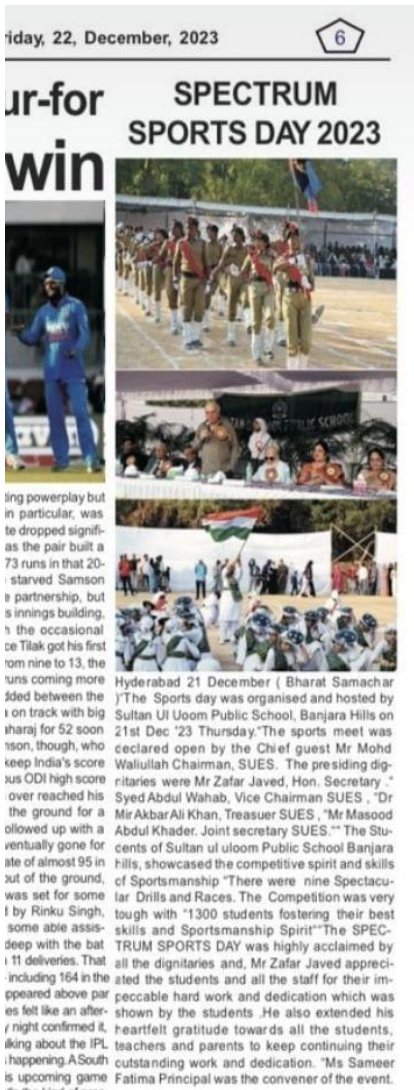 riday, 22, December, 2023
6
ur-for
win
ting powerplay but
in particular, was
te dropped signifi-
as the pair built a
73 runs in that 20-
starved Samson
e partnership, but
s innings building,
h the occasional
ce Tilak got his first
rom nine to 13, the
runs coming more
dded between the
a on track with big
aharaj for 52 soon
nson, though, who
keep India's score
ous ODI high score
over reached his
the ground for a
ollowed up with a
ventually gone for
ate of almost 95 in
out of the ground,
was set for some
l by Rinku Singh,
some able assis-
deep with the bat
11 deliveries. That
including 164 in the
ppeared above par
es felt like an after-
y night confirmed it,
lking about the IPL
happening. A South
is upcoming game
SPECTRUM
SPORTS DAY 2023
PUBLIC SCHOOL
Hyderabad 21 December ( Bharat Samachar
)'The Sports day was organised and hosted by
Sultan Ul Uoom Public School, Banjara Hills on
21st Dec '23 Thursday."The sports meet was
ceclared open by the Chief guest Mr Mohd
Waliullah Chairman, SUES. The presiding dig-
ritaries were Mr Zafar Javed, Hon. Secretary ."
Syed Abdul Wahab, Vice Chairman SUES , "Dr
Mir Akbar Ali Khan, Treasuer SUES , "Mr Masood
Abdul Khader. Joint secretary SUES."" The Stu-
cents of Sultan ul uloom Public School Banjara
hills, showcased the competitive spirit and skills
cf Sportsmanship "There were nine Spectacu-
lar Drills and Races. The Competition was very
tough with "1300 students fostering their best
skills and Sportsmanship Spirit""The SPEC-
TRUM SPORTS DAY was highly acclaimed by
all the dignitaries and, Mr Zafar Javed appreci-
ated the students and all the staff for their im-
peccable hard work and dedication which was
shown by the students .He also extended his
heartfelt gratitude towards all the students,
teachers and parents to keep continuing their
outstanding work and dedication. "Ms Sameer
Fatima Principal was the convener of the event.